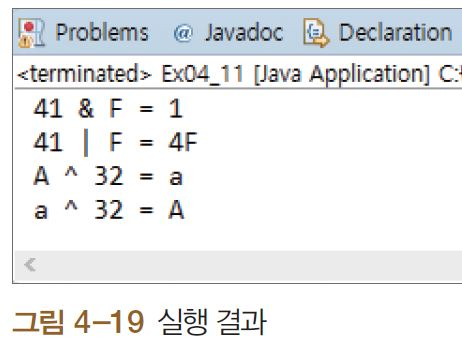 Problems @ Javadoc Declaration
<terminated> Ex04_11 [Java Application] C:
41 & F = 1
41 | F = 4F
A ^ 32 = a
a ^ 32 = A
그림 4-19 실행 결과